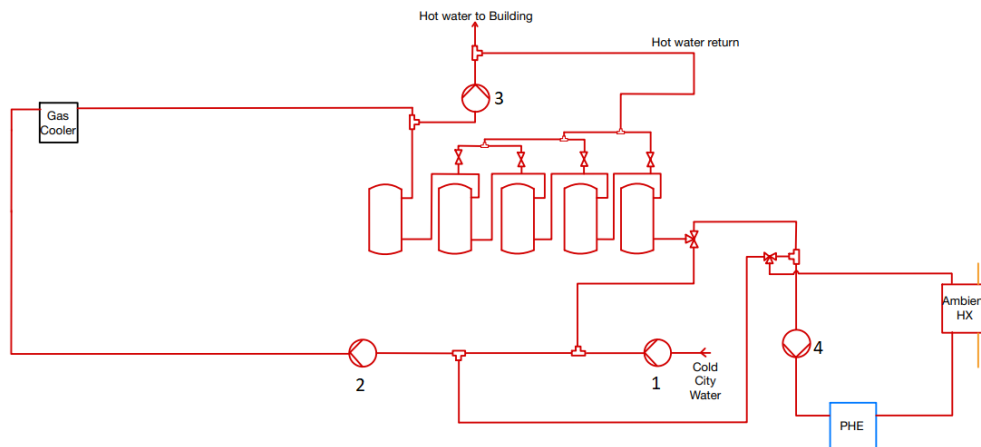 Hot water to Building
Hot water return
Gas
Cooler
3
Ambien
HX
4
2
1
Cold
City
Water
PHE